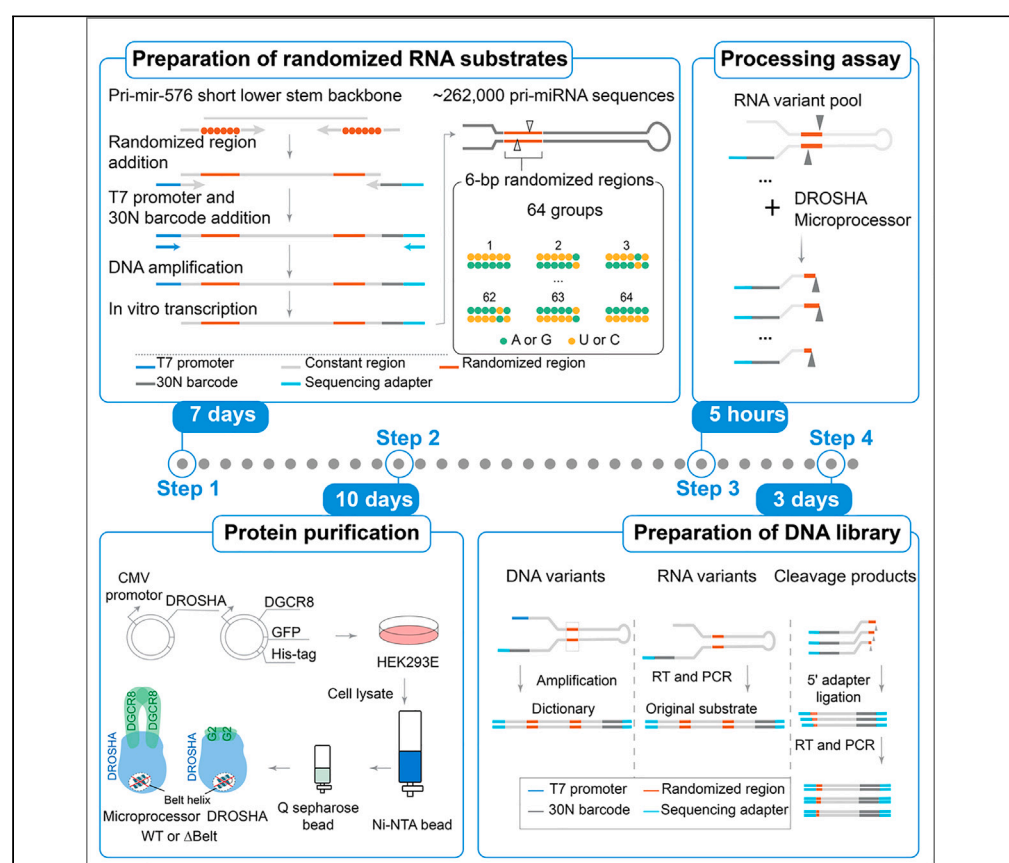 Preparation of randomized RNA substrates
Pri-mir-576 short lower stem backbone
~262,000 pri-miRNA sequences
Randomized region
addition
T7 promoter and
30N barcode addition
DNA amplification
In vitro transcription
6-bp randomized regions
64 groups
1
2
3
...
62
63
64
A or G
U or C
T7 promoter
Constant region
Randomized region
30N barcode
Sequencing adapter
Processing assay
RNA variant pool
...
+
DROSHA
Microprocessor
...
7 days
5 hours
Step 1
Step 2
Step 3
Step 4
10 days
3 days
Protein purification
CMV
promotor
DROSHA
DGCR8
GFP
His-tag
HEK293E
Cell lysate
DROSHA
DGCR8
DGCR8
DROSHA
G2
G2
Belt helix
Microprocessor
DROSHA
WT or ΔBelt
Q sepharose
bead
Ni-NTA bead
Preparation of DNA library
DNA variants
RNA variants
Cleavage products
Amplification
RT and PCR
5' adapter
ligation
Dictionary
Original substrate
RT and PCR
T7 promoter
Randomized region
30N barcode
Sequencing adapter